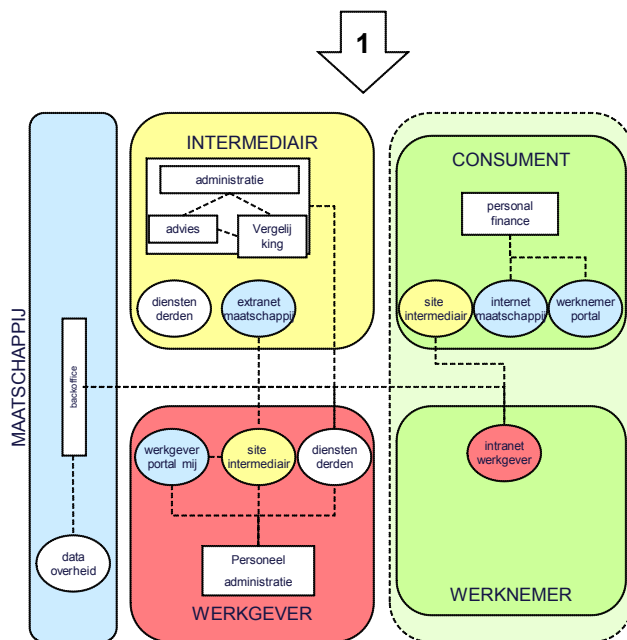 1
MAATSCHAPPIJ
backoffice
data
overheid
INTERMEDIAIR
administratie
advies
Vergelij
king
diensten
derden
extranet
maatschappij
CONSUMENT
personal
finance
site
intermediair
internet
maatschappij
werknemer
portal
werkgever
portal mij
site
intermediair
diensten
derden
Personeel
administratie
WERKGEVER
intranet
werkgever
WERKNEMER